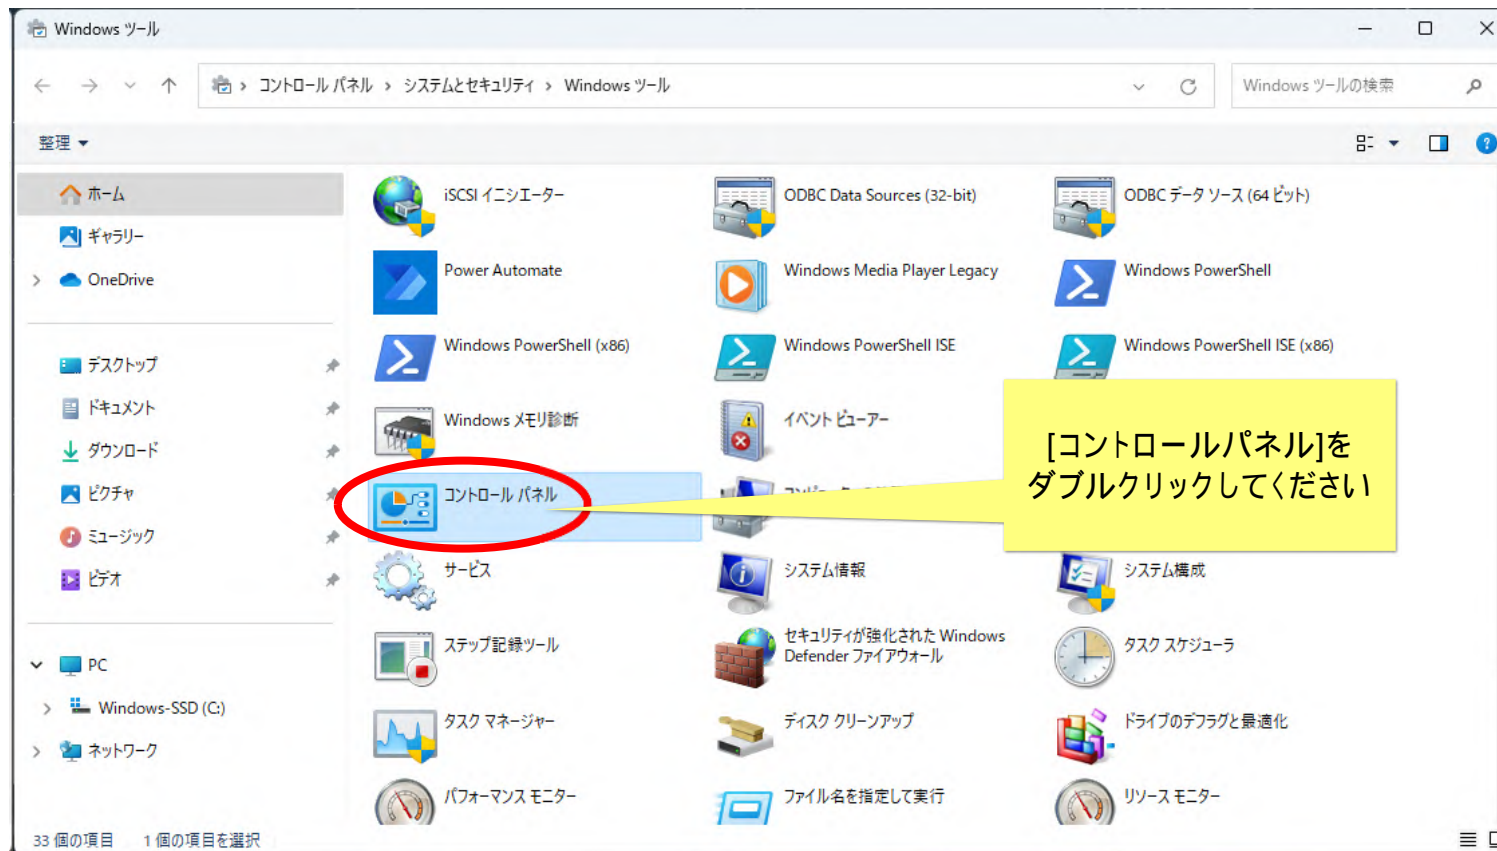 Windows ツール
コントロール パネル › システムとセキュリティ › Windows ツール
Windows ツールの検索
整理
ホーム
ギャラリー
OneDrive
デスクトップ
ドキュメント
ダウンロード
ピクチャ
ミュージック
ビデオ
PC
Windows-SSD (C:)
ネットワーク
iSCSI イニシエーター
ODBC Data Sources (32-bit)
ODBC データ ソース (64 ビット)
Power Automate
Windows Media Player Legacy
Windows PowerShell
Windows PowerShell (x86)
Windows PowerShell ISE
Windows PowerShell ISE (x86)
Windows メモリ診断
イベント ビューアー
コントロール パネル
[コントロールパネル]を
ダブルクリックしてください
サービス
システム情報
システム構成
ステップ記録ツール
セキュリティが強化された Windows
Defender ファイアウォール
タスク スケジューラ
タスク マネージャー
ディスク クリーンアップ
ドライブのデフラグと最適化
パフォーマンス モニター
ファイル名を指定して実行
リソース モニター
33 個の項目
1 個の項目を選択